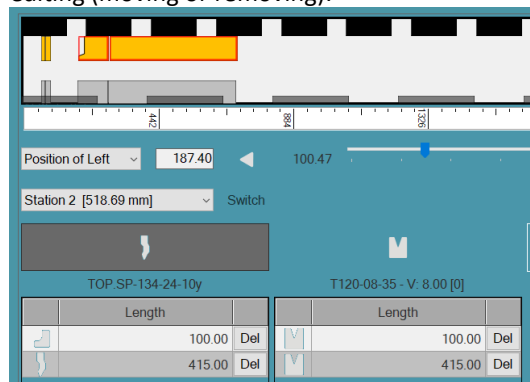 editing (moving or removing).
442
884
1326
Position of Left 187.40 100.47
Station 2 [518.69 mm] Switch
TOP.SP-134-24-10y T120-08-35 - V: 8.00 [0]
Length Length
100.00 Del 100.00 Del
415.00 Del 415.00 Del